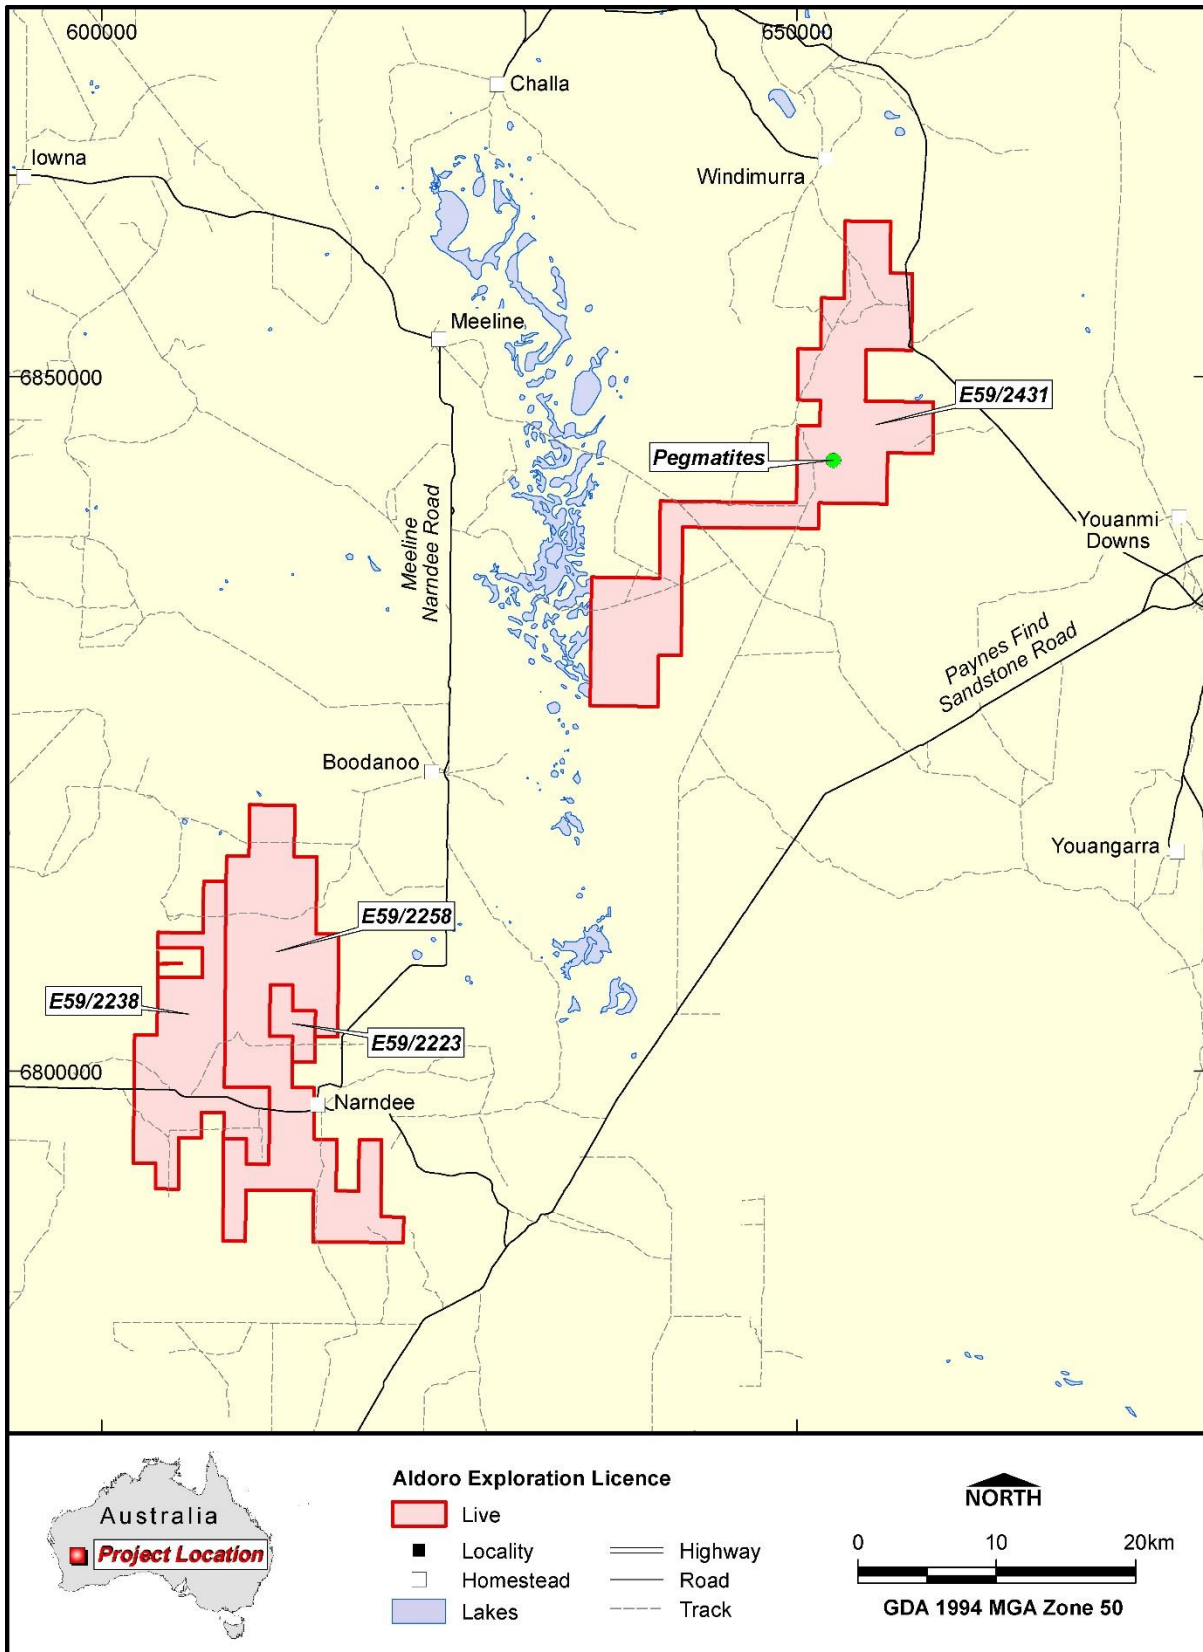 600000
650000
Challa
Iowna
Windimurra
Meeline
6850000
E59/2431
Pegmatites
Meeline
Narndee Road
Youanmi
Downs
Paynes Find
Sandstone Road
Boodanoo
Youangarra
E59/2258
E59/2238
E59/2223
6800000
Narndee
Australia
Project Location
Aldoro Exploration Licence
Live
Locality
Homestead
Lakes
Highway
Road
Track
NORTH
0 10 20km
GDA 1994 MGA Zone 50